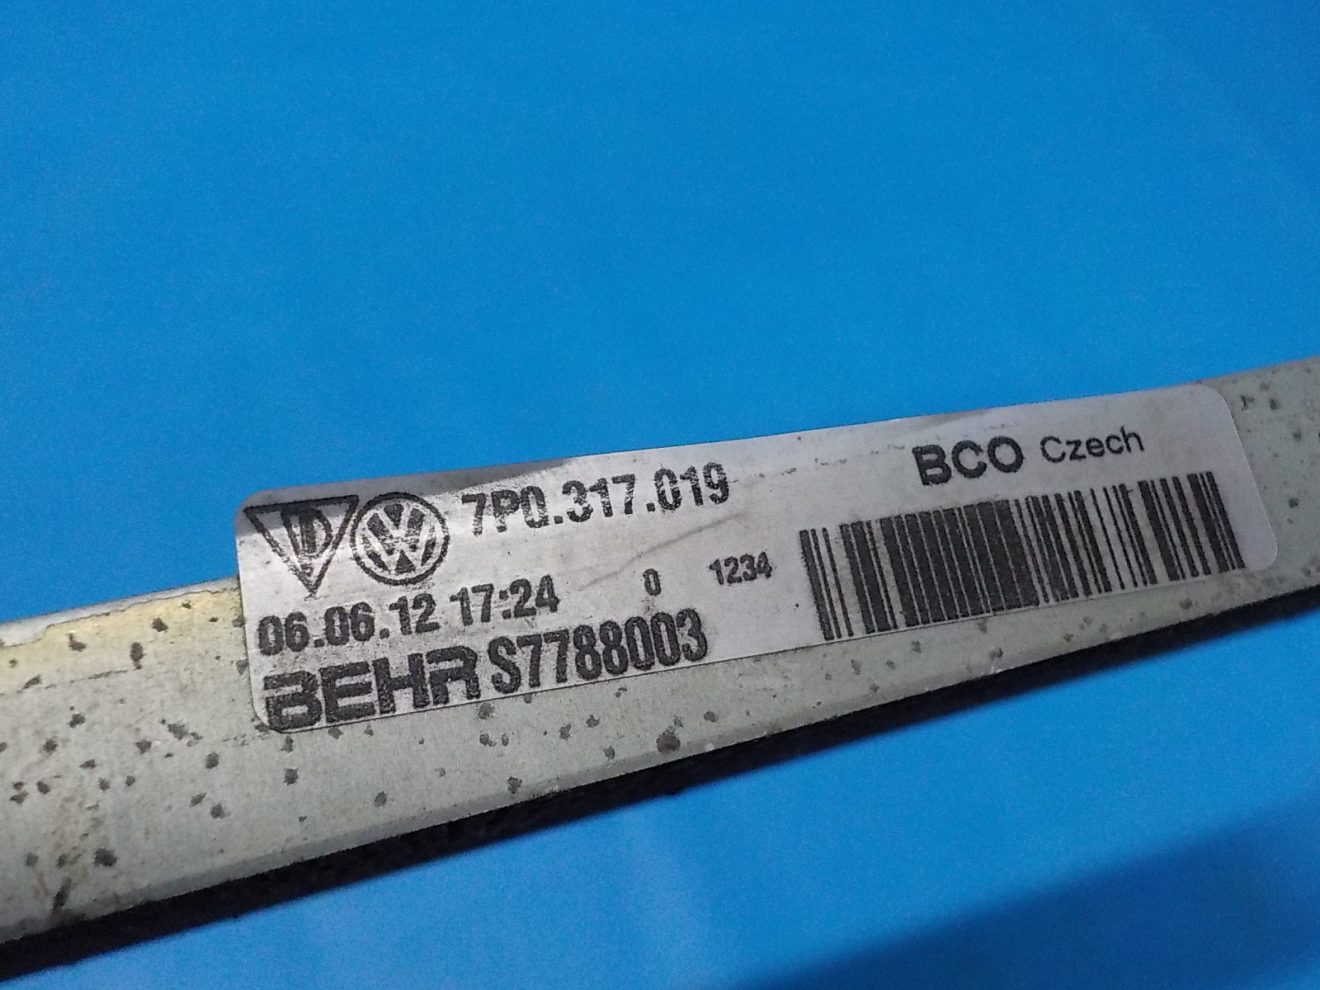 7P0.317.019
BCO Czech
06.06.12 17:24 0 1234
BEHR S7788003